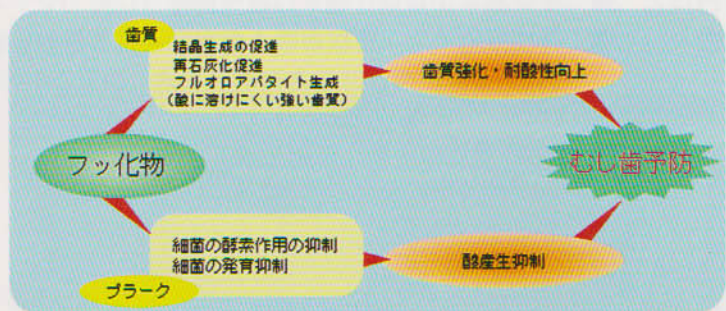 歯質
結晶生成の促進
再石灰化促進
フルオロアパタイト生成
（酸に溶けにくい強い歯質）
歯質強化・耐酸性向上
フッ化物
むし歯予防
細菌の酵素作用の抑制
細菌の発育抑制
プラーク
酸産生抑制